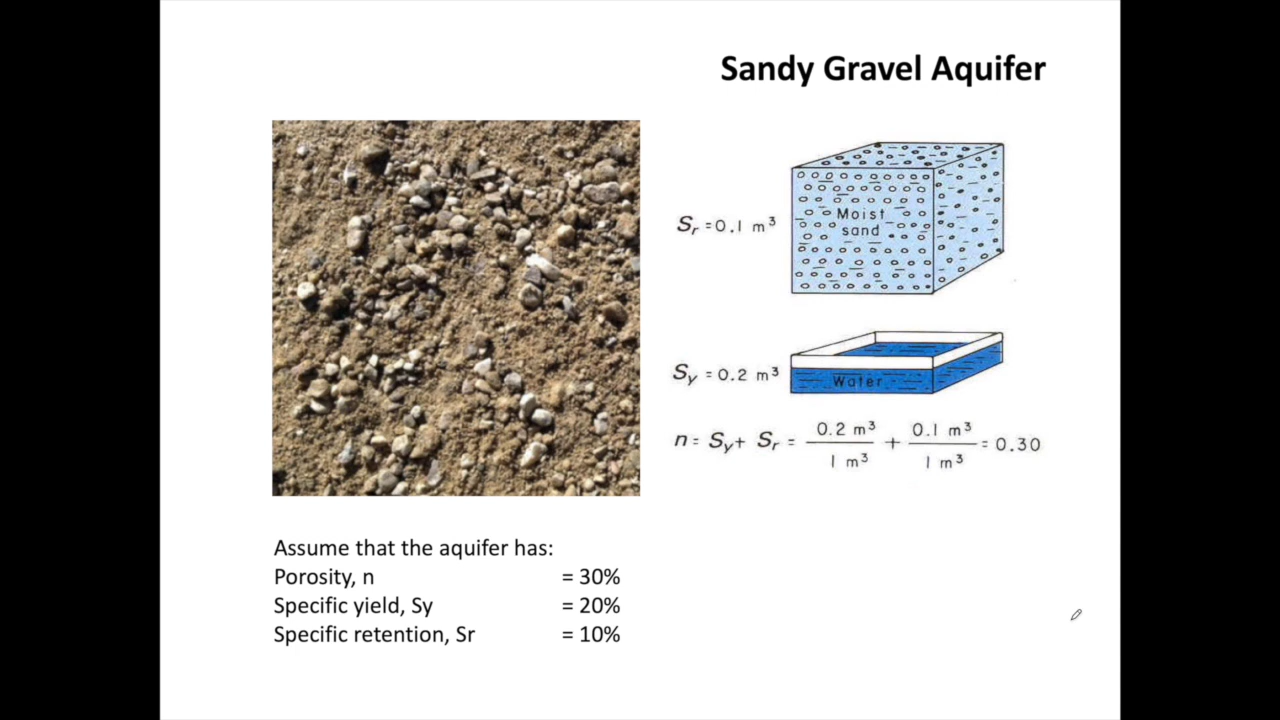 Sandy Gravel Aquifer
Moist
sand
Sr = 0.1 m³
Sy = 0.2 m³
Water
n = Sy + Sr = 0.2 m³ / 1 m³ + 0.1 m³ / 1 m³ = 0.30
Assume that the aquifer has:
Porosity, n = 30%
Specific yield, Sy = 20%
Specific retention, Sr = 10%